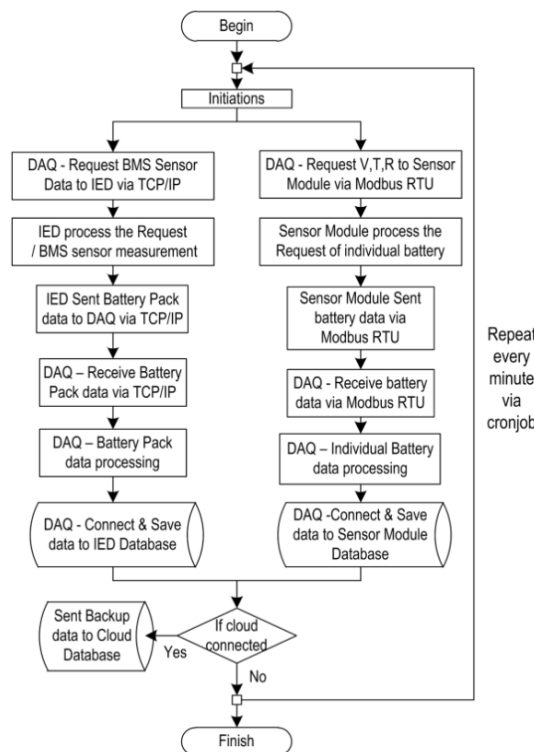 Begin
Initiations
DAQ - Request BMS Sensor
Data to IED via TCP/IP
IED process the Request
/ BMS sensor measurement
IED Sent Battery Pack
data to DAQ via TCP/IP
DAQ – Receive Battery
Pack data via TCP/IP
DAQ – Battery Pack
data processing
DAQ - Connect & Save
data to IED Database
DAQ - Request V,T,R to Sensor
Module via Modbus RTU
Sensor Module process the
Request of individual battery
Sensor Module Sent
battery data via
Modbus RTU
DAQ - Receive battery
data via Modbus RTU
DAQ – Individual Battery
data processing
DAQ -Connect & Save
data to Sensor Module
Database
Repeat
every
minute
via
cronjob
If cloud
connected
Yes
Sent Backup
data to Cloud
Database
No
Finish